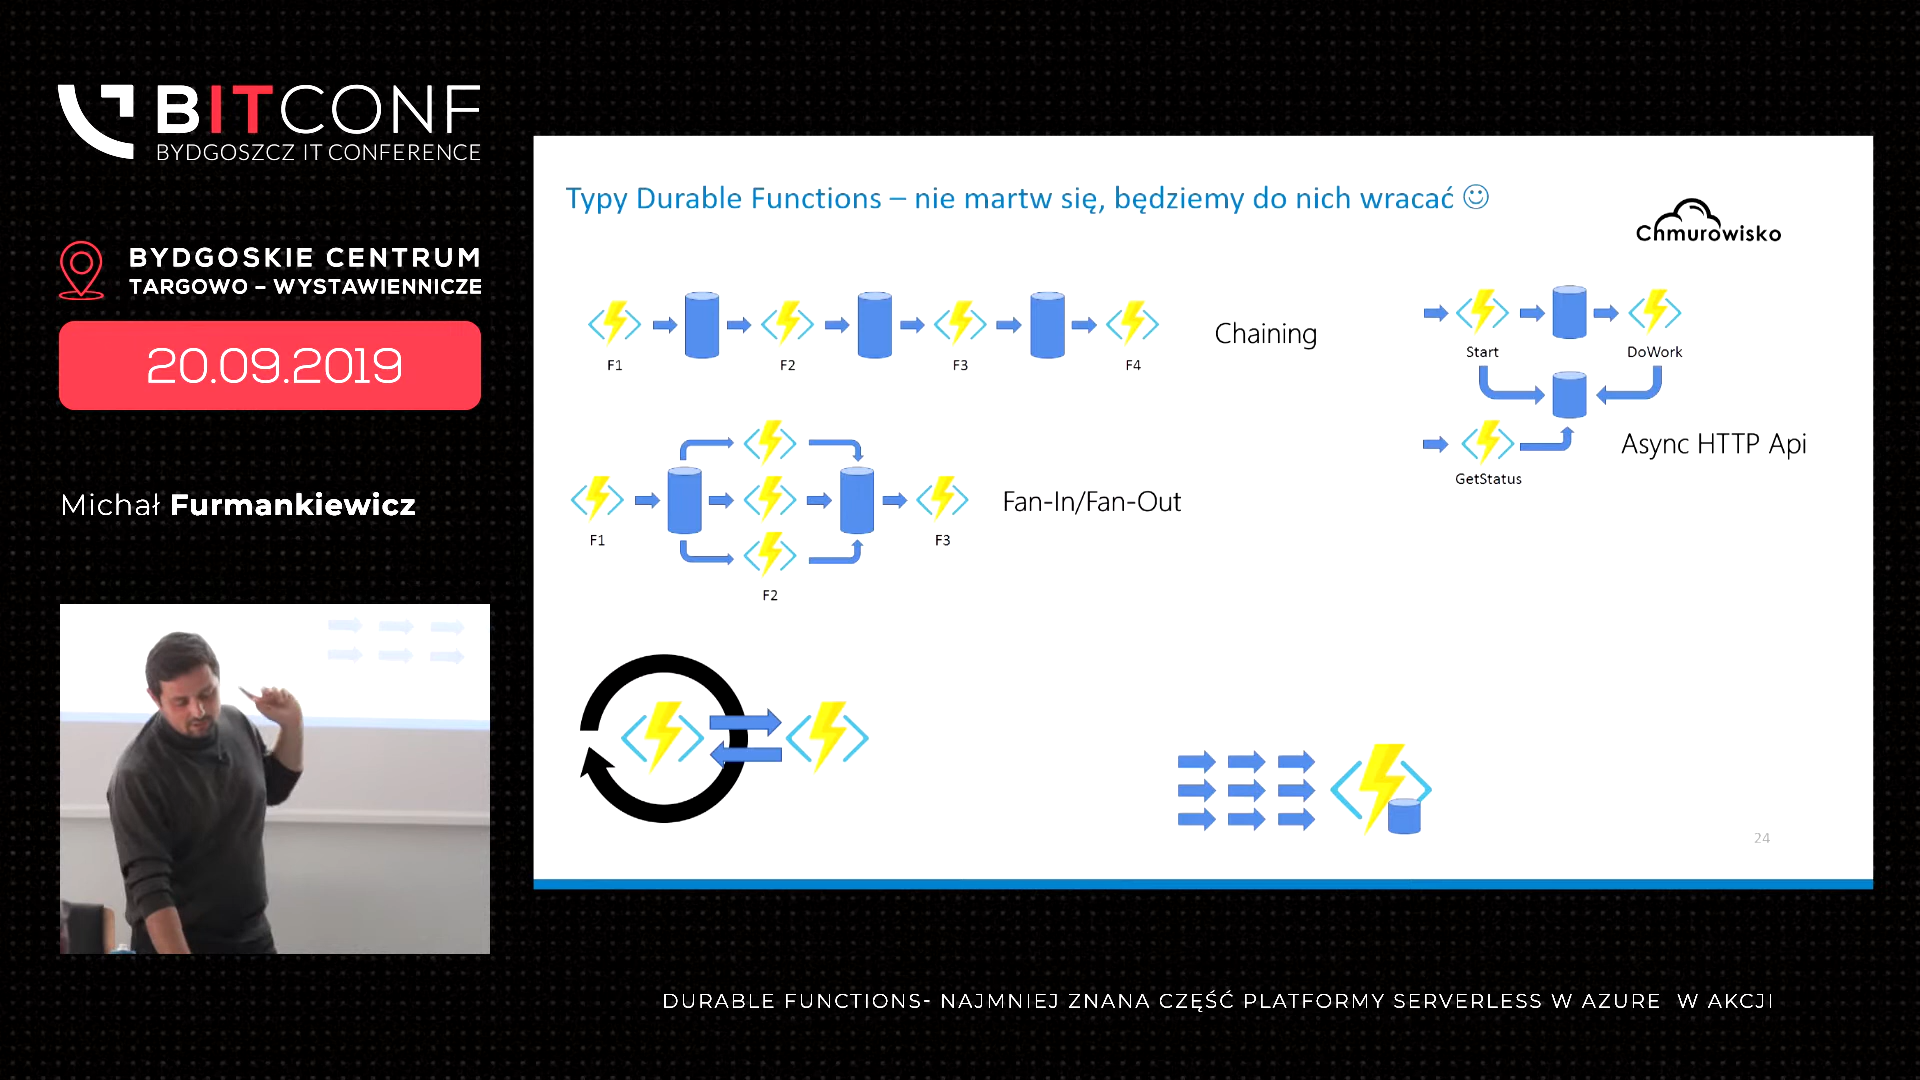 BITCONF
BYDGOSZCZ IT CONFERENCE
BYDGOSKIE CENTRUM
TARGOWO – WYSTAWIENNICZE
20.09.2019
Michał Furmankiewicz
Typy Durable Functions – nie martw się, będziemy do nich wracać ☺
Chmurowisko
F1 F2 F3 F4
Chaining
Start DoWork
GetStatus
Async HTTP Api
F1 F3
F2
Fan-In/Fan-Out
24
DURABLE FUNCTIONS- NAJMNIEJ ZNANA CZĘŚĆ PLATFORMY SERVERLESS W AZURE W AKCJI